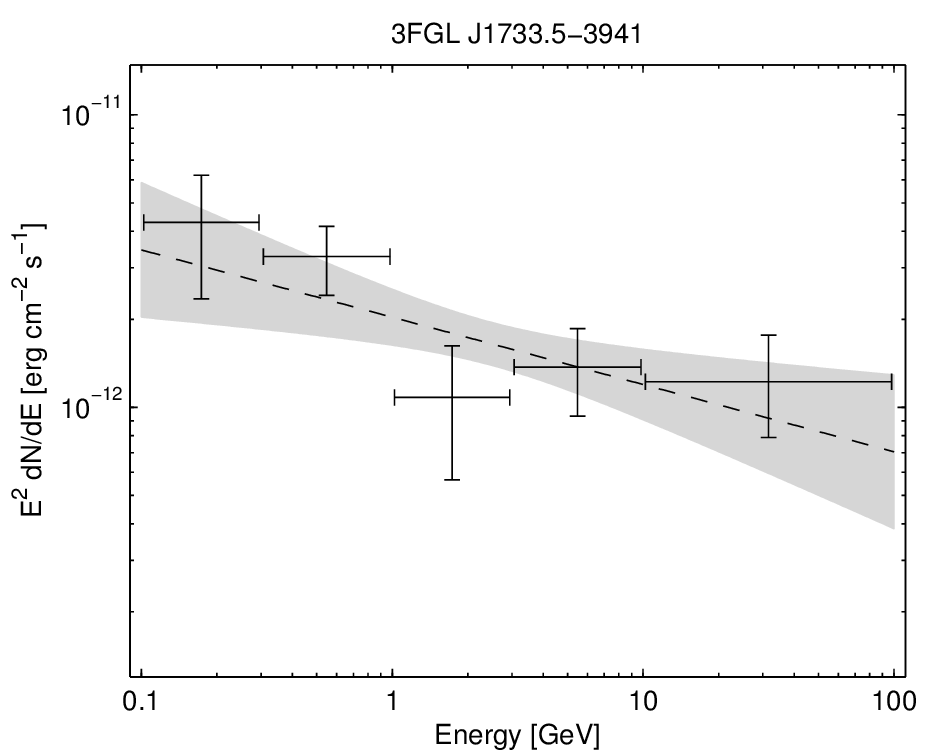 3FGL J1733.5−3941
10⁻¹¹
10⁻¹²
E² dN/dE [erg cm⁻² s⁻¹]
0.1 1 10 100
Energy [GeV]